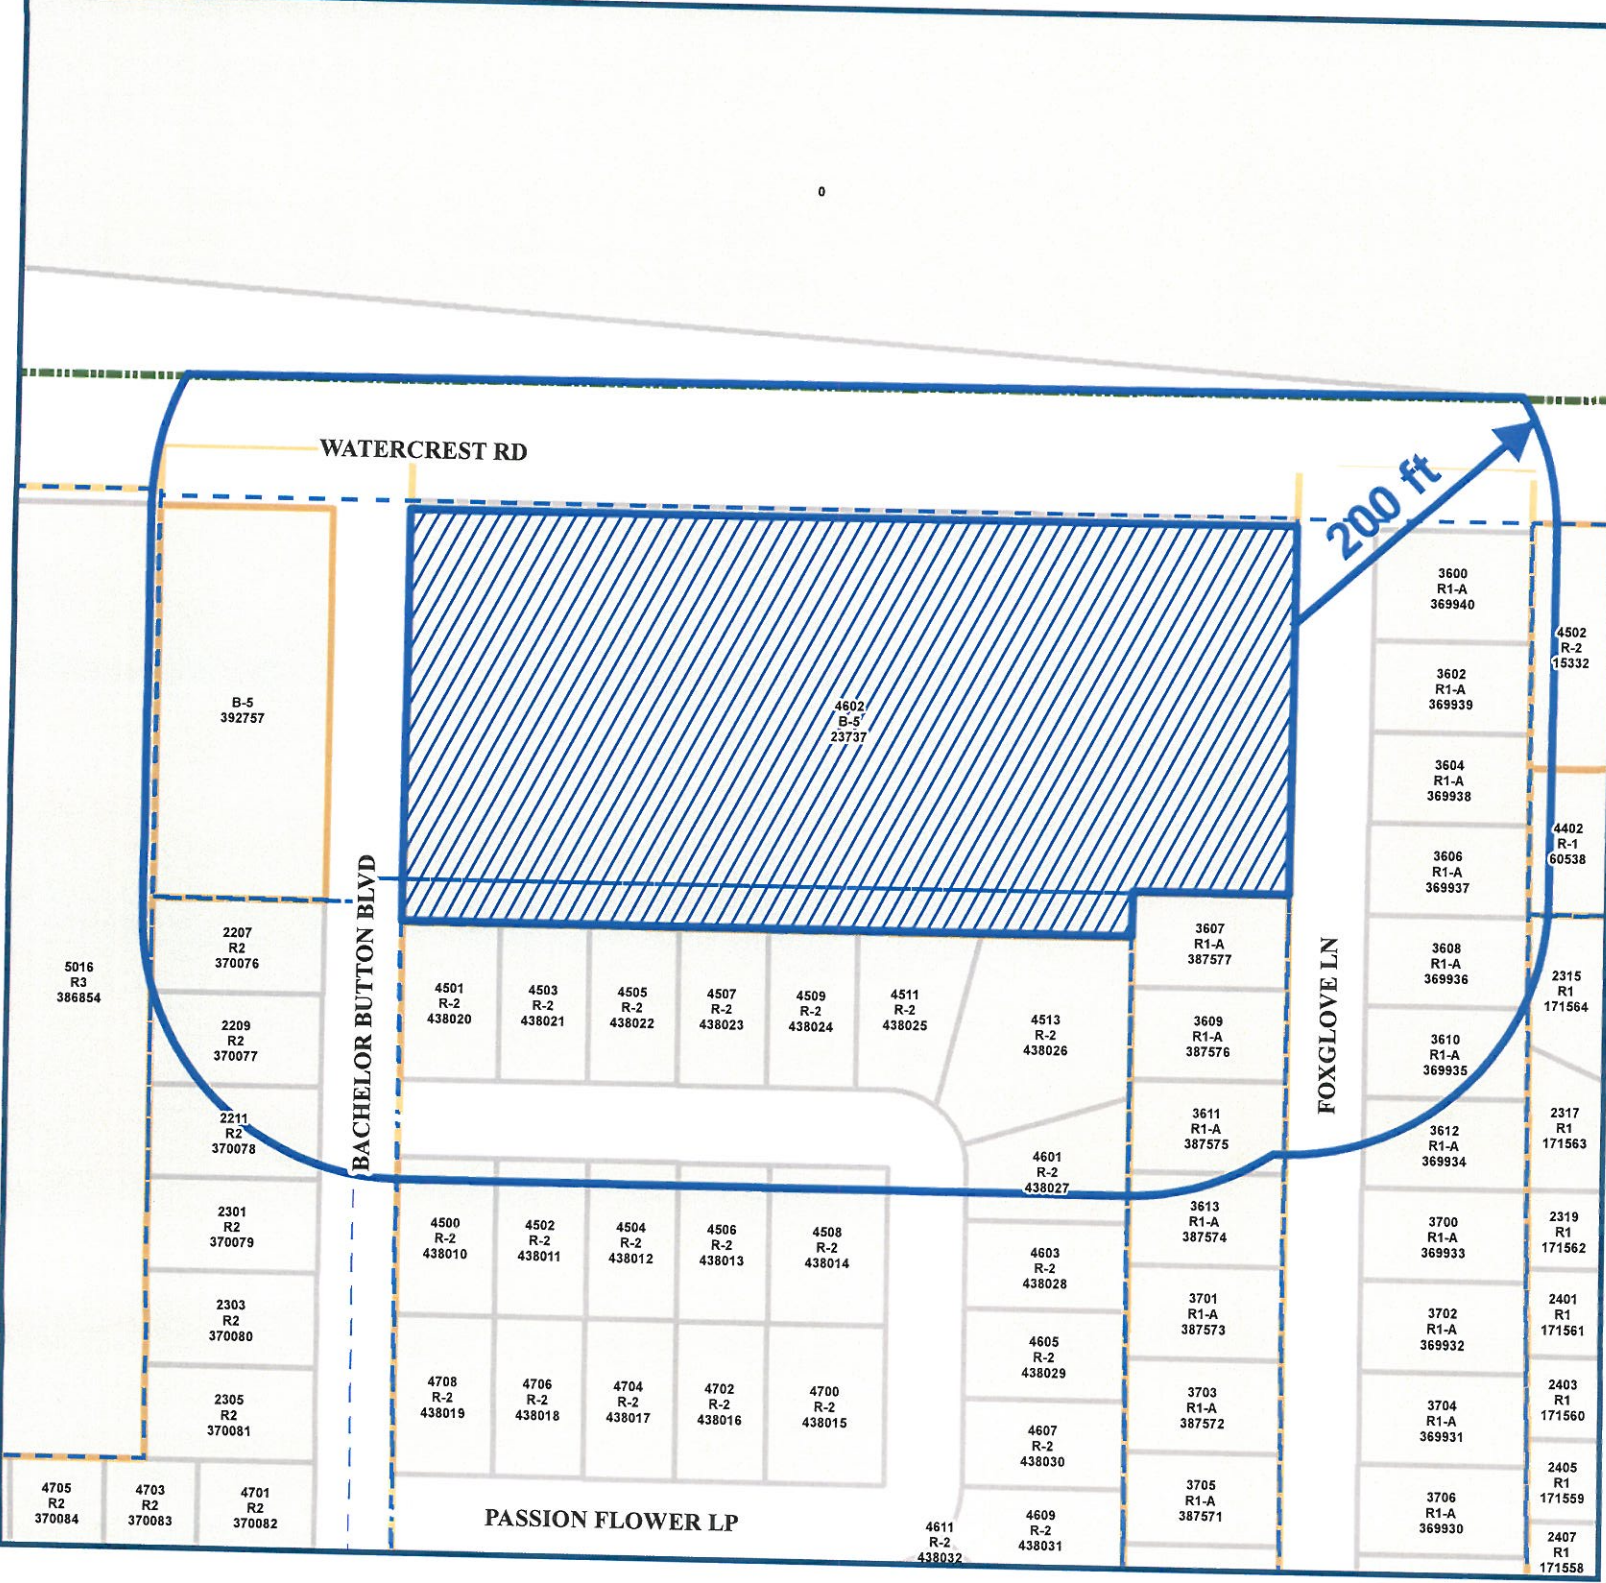 0
WATERCREST RD
200 ft
3600
R1-A
369940
4502
R-2
15332
3602
R1-A
369939
B-5
392757
4602
B-5
23737
3604
R1-A
369938
4402
R-1
60538
3606
R1-A
369937
BACHELOR BUTTON BLVD
FOXGLOVE LN
5016
R3
386854
2207
R2
370076
3607
R1-A
387577
3608
R1-A
369936
2315
R1
171564
4501
R-2
438020
4503
R-2
438021
4505
R-2
438022
4507
R-2
438023
4509
R-2
438024
4511
R-2
438025
4513
R-2
438026
2209
R2
370077
3609
R1-A
387576
3610
R1-A
369935
2211
R2
370078
3611
R1-A
387575
3612
R1-A
369934
2317
R1
171563
4601
R-2
438027
2301
R2
370079
4500
R-2
438010
4502
R-2
438011
4504
R-2
438012
4506
R-2
438013
4508
R-2
438014
3613
R1-A
387574
3700
R1-A
369933
2319
R1
171562
4603
R-2
438028
2303
R2
370080
3701
R1-A
387573
3702
R1-A
369932
2401
R1
171561
4605
R-2
438029
2305
R2
370081
4708
R-2
438019
4706
R-2
438018
4704
R-2
438017
4702
R-2
438016
4700
R-2
438015
3703
R1-A
387572
3704
R1-A
369931
2403
R1
171560
4607
R-2
438030
4705
R2
370084
4703
R2
370083
4701
R2
370082
PASSION FLOWER LP
3705
R1-A
387571
3706
R1-A
369930
2405
R1
171559
4609
R-2
438031
4611
R-2
438032
2407
R1
171558